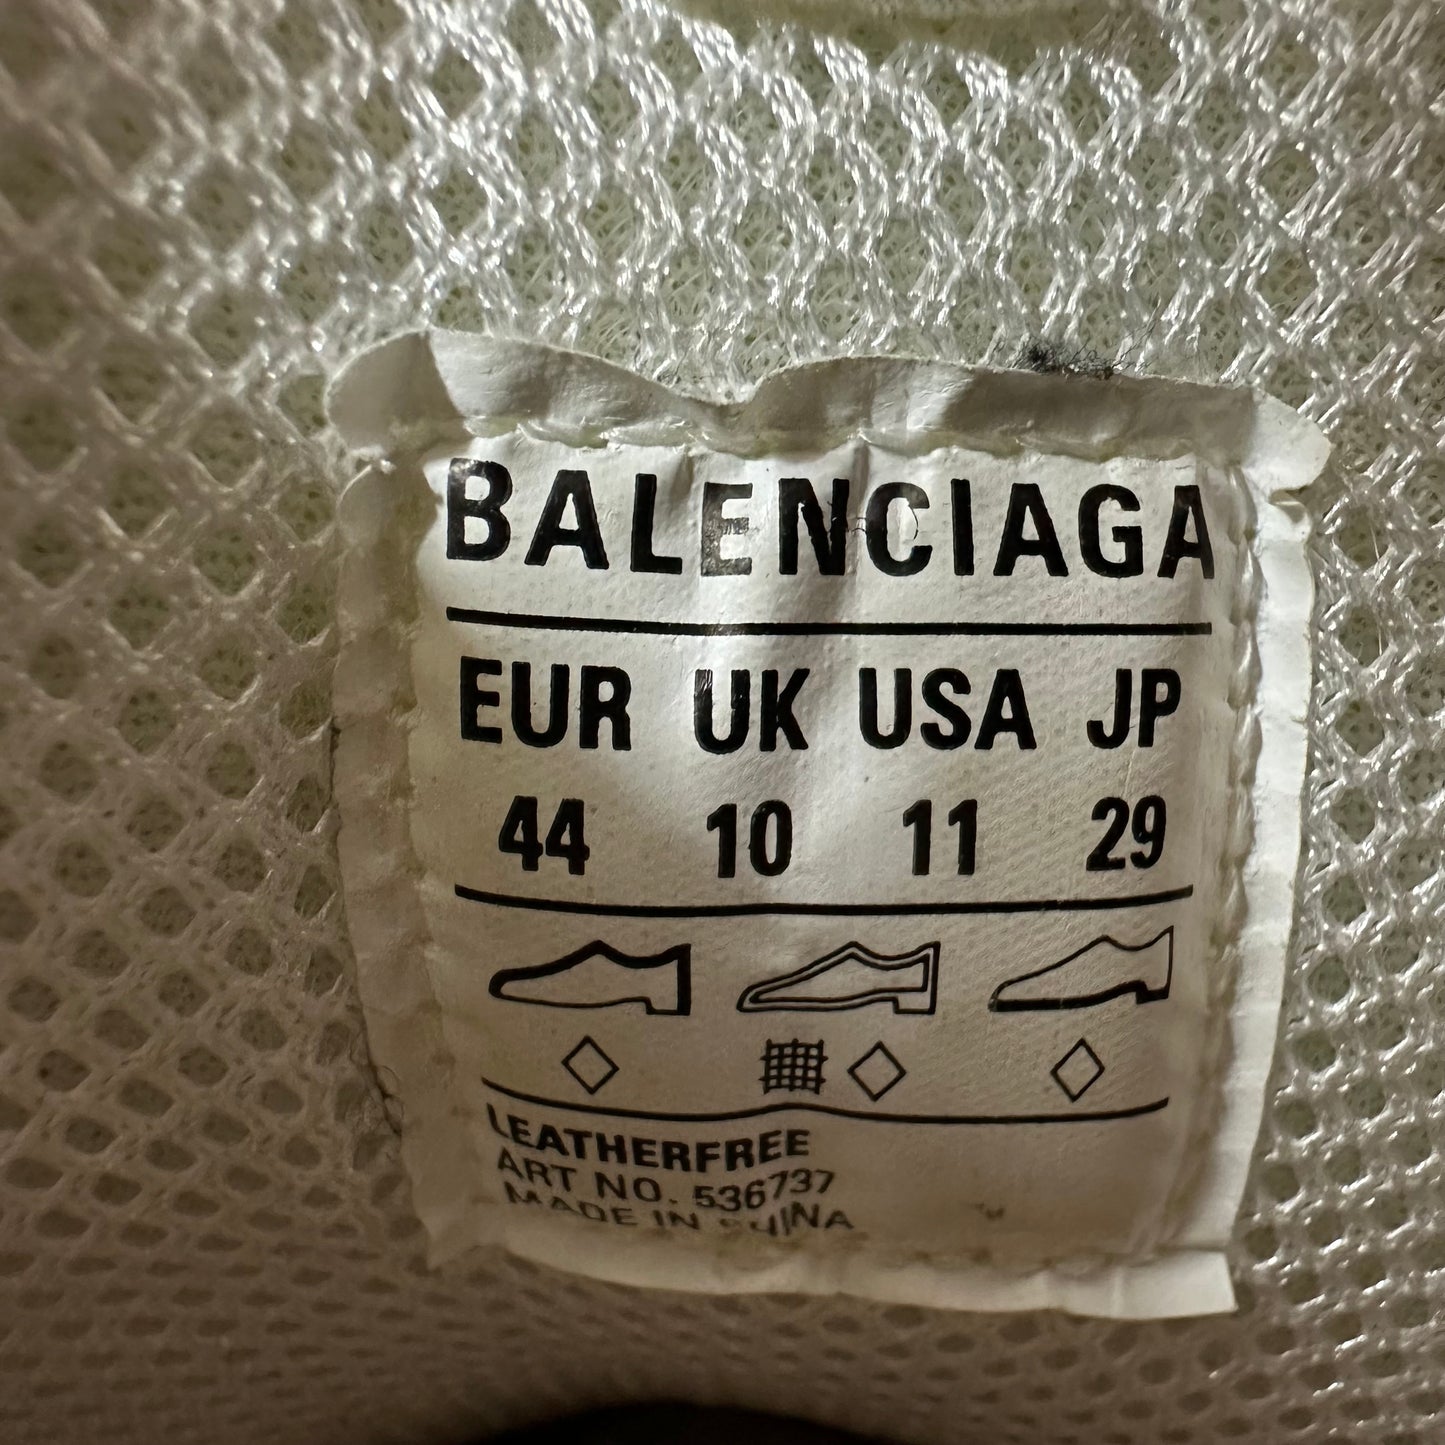 BALENCIAGA
EUR UK USA JP
44 10 11 29
LEATHERFREE
ART NO. 536737
MADE IN CHINA